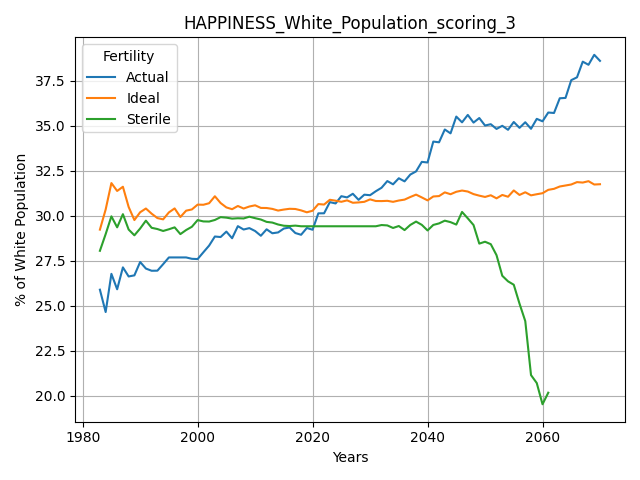 HAPPINESS_White_Population_scoring_3
Fertility
Actual
Ideal
Sterile
% of White Population
37.5
35.0
32.5
30.0
27.5
25.0
22.5
20.0
1980
2000
2020
2040
2060
Years